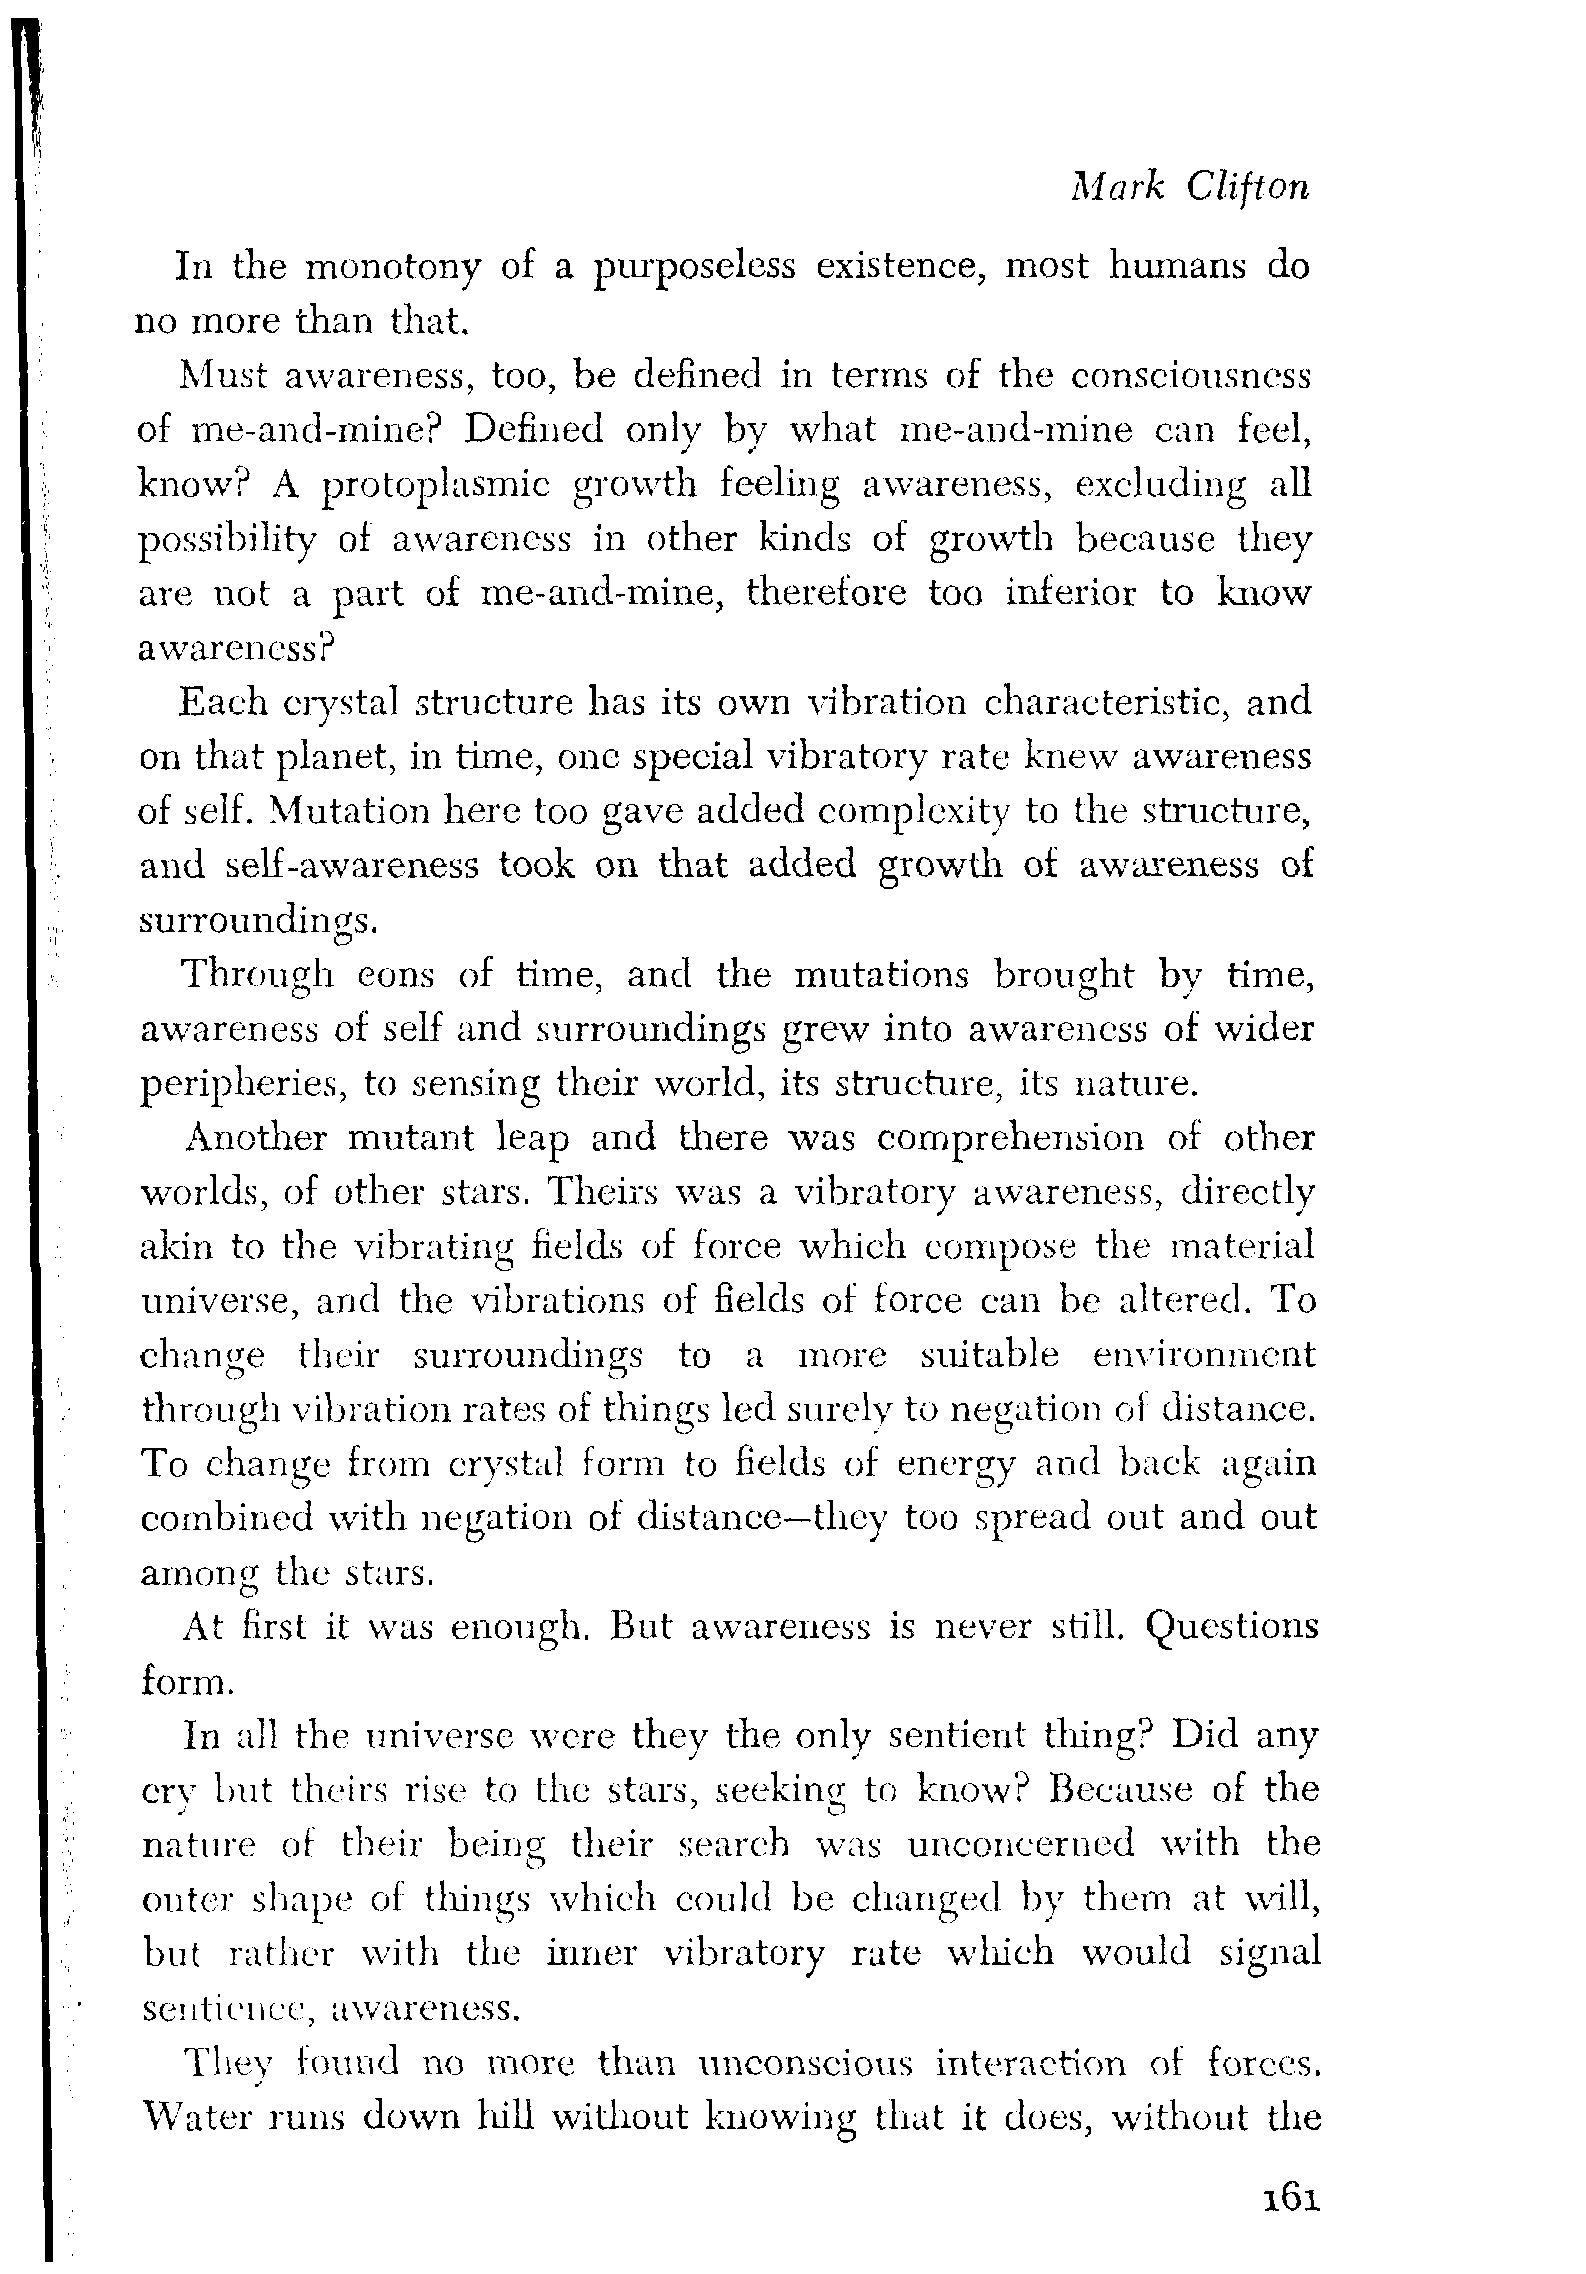 Mark Clifton
In the monotony of a purposeless existence, most humans do
no more than that.
Must awareness, too, be defined in terms of the consciousness
of me-and-mine? Defined only by what me-and-mine can feel,
know? A protoplasmic growth feeling awareness, excluding all
possibility of awareness in other kinds of growth because they
are not a part of me-and-mine, therefore too inferior to know
awareness?
Each crystal structure has its own vibration characteristic, and
on that planet, in time, one special vibratory rate knew awareness
of self. Mutation here too gave added complexity to the structure,
and self-awareness took on that added growth of awareness of
surroundings.
Through eons of time, and the mutations brought by time,
awareness of self and surroundings grew into awareness of wider
peripheries, to sensing their world, its structure, its nature.
Another mutant leap and there was comprehension of other
worlds, of other stars. Theirs was a vibratory awareness, directly
akin to the vibrating fields of force which compose the material
universe, and the vibrations of fields of force can be altered. To
change their surroundings to a more suitable environment
through vibration rates of things led surely to negation of distance.
To change from crystal form to fields of energy and back again
combined with negation of distance—they too spread out and out
among the stars.
At first it was enough. But awareness is never still. Questions
form.
In all the universe were they the only sentient thing? Did any
cry but theirs rise to the stars, seeking to know? Because of the
nature of their being their search was unconcerned with the
outer shape of things which could be changed by them at will,
but rather with the inner vibratory rate which would signal
sentience, awareness.
They found no more than unconscious interaction of forces.
Water runs down hill without knowing that it does, without the
161